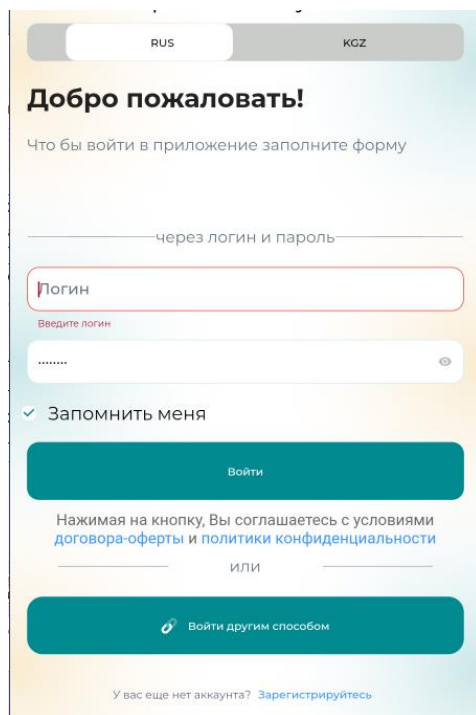 RUS KGZ
Добро пожаловать!
Что бы войти в приложение заполните форму
через логин и пароль
Логин
Введите логин
........
Запомнить меня
Войти
Нажимая на кнопку, Вы соглашаетесь с условиями
договора-оферты и политики конфиденциальности
или
Войти другим способом
У вас еще нет аккаунта? Зарегистрируйтесь